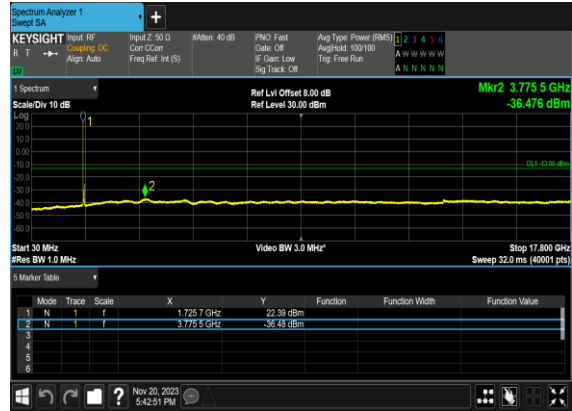 Spectrum Analyzer 1
Swept SA
+
KEYSIGHT Input: RF Input Z: 50 Ω #Atten: 40 dB PNO: Fast Avg Type: Power (RMS) 1 2 3 4 5 6
R T Coupling: DC Corr CCorr Gate: Off Avg|Hold: 100/100 A W W W W W
Align: Auto Freq Ref: Int (S) IF Gain: Low Trig: Free Run
Sig Track: Off A N N N N N
1 Spectrum Ref Lvl Offset 8.00 dB Mkr2 3.775 5 GHz
Scale/Div 10 dB Ref Level 30.00 dBm -36.476 dBm
Log
1
20.0
10.0
0.00
-10.0
DL1 -13.00 dBm
-20.0
2
-30.0
-40.0
-50.0
-60.0
Start 30 MHz Video BW 3.0 MHz* Stop 17.800 GHz
#Res BW 1.0 MHz Sweep 32.0 ms (40001 pts)
5 Marker Table
Mode Trace Scale X Y Function Function Width Function Value
1 N 1 f 1.725 7 GHz 22.39 dBm
2 N 1 f 3.775 5 GHz -36.48 dBm
3
4
5
6
? Nov 20, 2023
5:42:51 PM